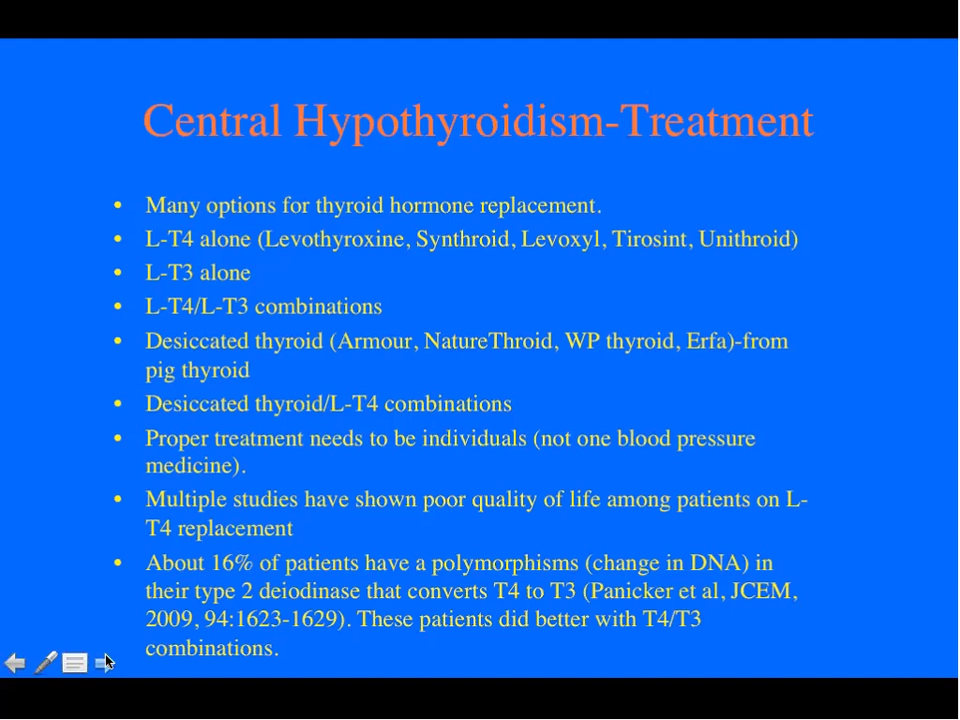 Central Hypothyroidism-Treatment
• Many options for thyroid hormone replacement.
• L-T4 alone (Levothyroxine, Synthroid, Levoxyl, Tirosint, Unithroid)
• L-T3 alone
• L-T4/L-T3 combinations
• Desiccated thyroid (Armour, NatureThroid, WP thyroid, Erfa)-from
pig thyroid
• Desiccated thyroid/L-T4 combinations
• Proper treatment needs to be individuals (not one blood pressure
medicine).
• Multiple studies have shown poor quality of life among patients on L-
T4 replacement
• About 16% of patients have a polymorphisms (change in DNA) in
their type 2 deiodinase that converts T4 to T3 (Panicker et al, JCEM,
2009, 94:1623-1629). These patients did better with T4/T3
combinations.